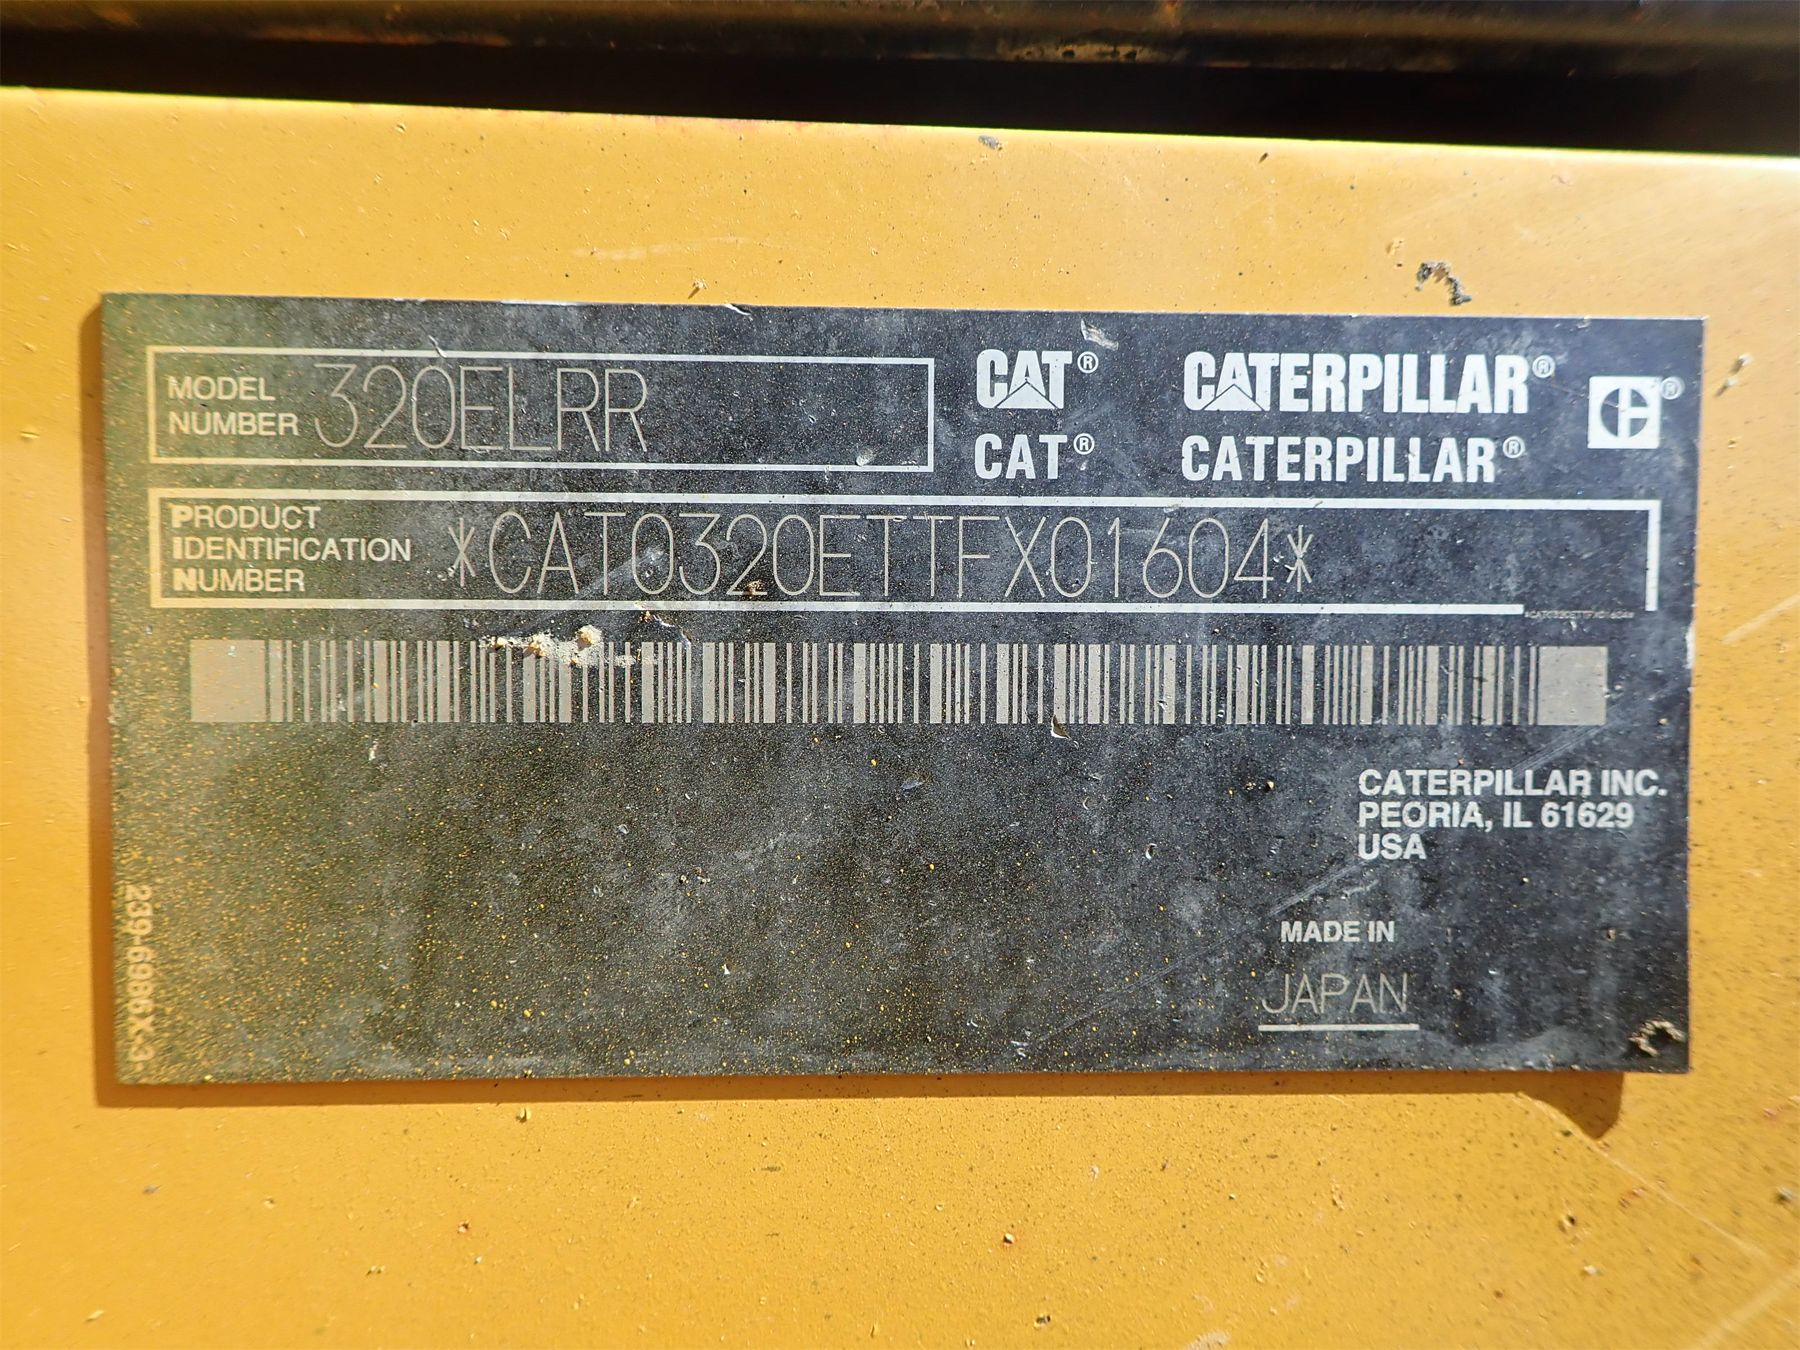 MODEL
NUMBER 320ELRR
CAT® CATERPILLAR® ®
CAT® CATERPILLAR®
PRODUCT
IDENTIFICATION
NUMBER *CAT0320ETTFX01604*
*CAT0320ETTFX01604*
CATERPILLAR INC.
PEORIA, IL 61629
USA
MADE IN
JAPAN
239-6986X-3